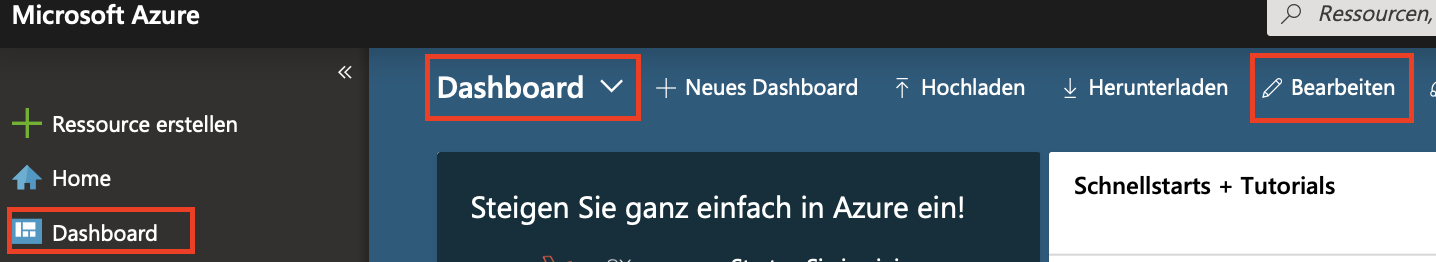 Microsoft Azure
Ressourcen,
Dashboard
Neues Dashboard
Hochladen
Herunterladen
Bearbeiten
Ressource erstellen
Home
Dashboard
Steigen Sie ganz einfach in Azure ein!
Schnellstarts + Tutorials